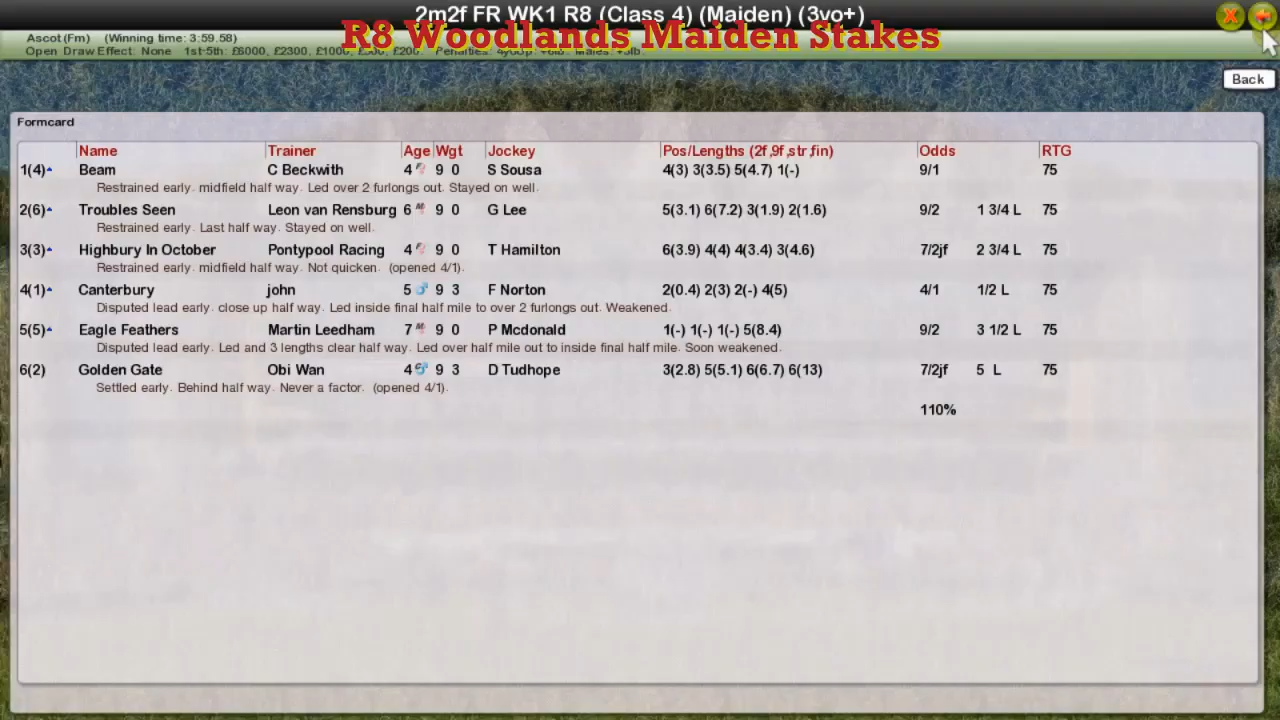 2m2f FR WK1 R8 (Class 4) (Maiden) (3yo+)
R8 Woodlands Maiden Stakes
Ascot (Fm) (Winning time: 3:59.58)
Open Draw Effect: None 1st-5th: £6000, £2300, £1000, £500, £200. Penalties: 4youp: +6lb. Males: +3lb.
Back
Formcard
Name Trainer Age Wgt Jockey Pos/Lengths (2f,9f,str,fin) Odds RTG
1(4) Beam C Beckwith 4 9 0 S Sousa 4(3) 3(3.5) 5(4.7) 1(-) 9/1 75
Restrained early. midfield half way. Led over 2 furlongs out. Stayed on well.
2(6) Troubles Seen Leon van Rensburg 6 9 0 G Lee 5(3.1) 6(7.2) 3(1.9) 2(1.6) 9/2 1 3/4 L 75
Restrained early. Last half way. Stayed on well.
3(3) Highbury In October Pontypool Racing 4 9 0 T Hamilton 6(3.9) 4(4) 4(3.4) 3(4.6) 7/2jf 2 3/4 L 75
Restrained early. midfield half way. Not quicken. (opened 4/1).
4(1) Canterbury john 5 9 3 F Norton 2(0.4) 2(3) 2(-) 4(5) 4/1 1/2 L 75
Disputed lead early. close up half way. Led inside final half mile to over 2 furlongs out. Weakened.
5(5) Eagle Feathers Martin Leedham 7 9 0 P Mcdonald 1(-) 1(-) 1(-) 5(8.4) 9/2 3 1/2 L 75
Disputed lead early. Led and 3 lengths clear half way. Led over half mile out to inside final half mile. Soon weakened.
6(2) Golden Gate Obi Wan 4 9 3 D Tudhope 3(2.8) 5(5.1) 6(6.7) 6(13) 7/2jf 5 L 75
Settled early. Behind half way. Never a factor. (opened 4/1).
110%